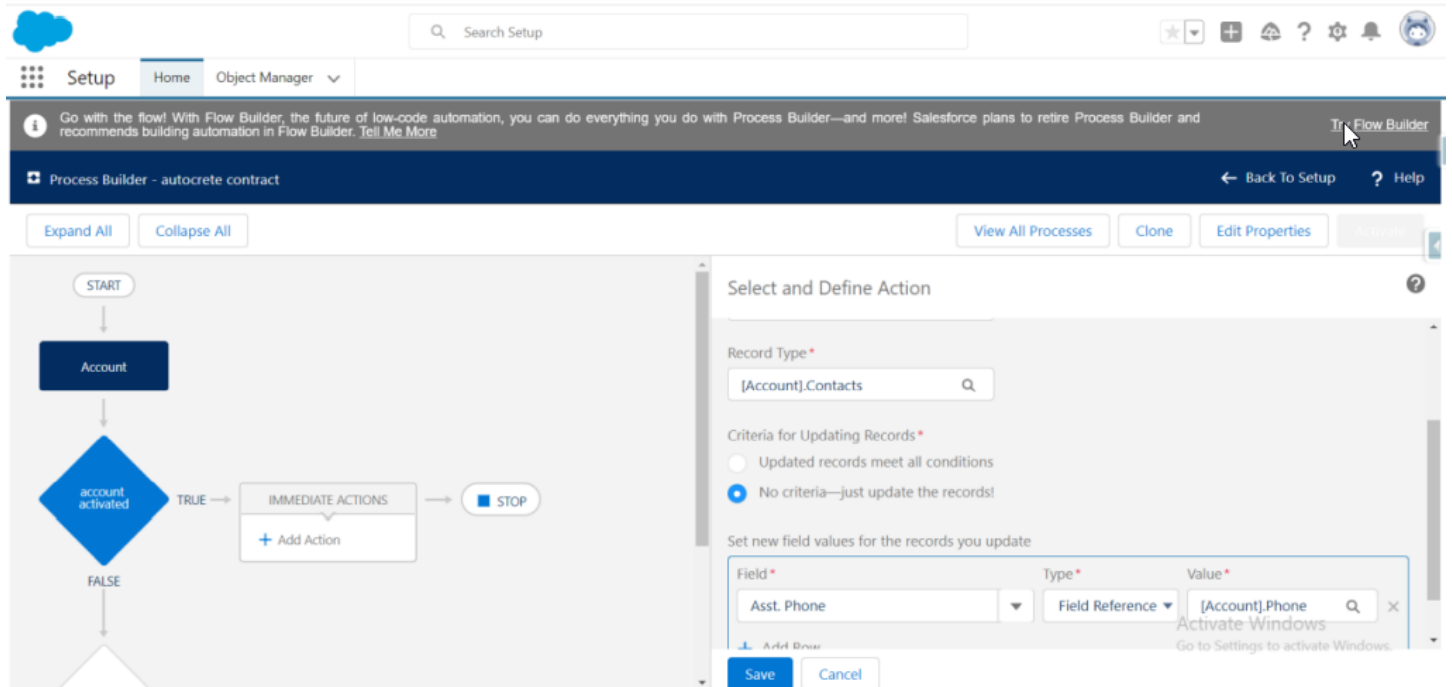 Search Setup
Setup
Home
Object Manager
Go with the flow! With Flow Builder, the future of low-code automation, you can do everything you do with Process Builder—and more! Salesforce plans to retire Process Builder and
recommends building automation in Flow Builder. Tell Me More
Try Flow Builder
Process Builder - autocrete contract
Back To Setup
? Help
Expand All
Collapse All
View All Processes
Clone
Edit Properties
Activate
START
Account
account
activated
TRUE
IMMEDIATE ACTIONS
+ Add Action
STOP
FALSE
Select and Define Action
Record Type*
[Account].Contacts
Criteria for Updating Records*
Updated records meet all conditions
No criteria—just update the records!
Set new field values for the records you update
Field*
Type*
Value*
Asst. Phone
Field Reference
[Account].Phone
+ Add Row
Activate Windows
Go to Settings to activate Windows.
Save
Cancel